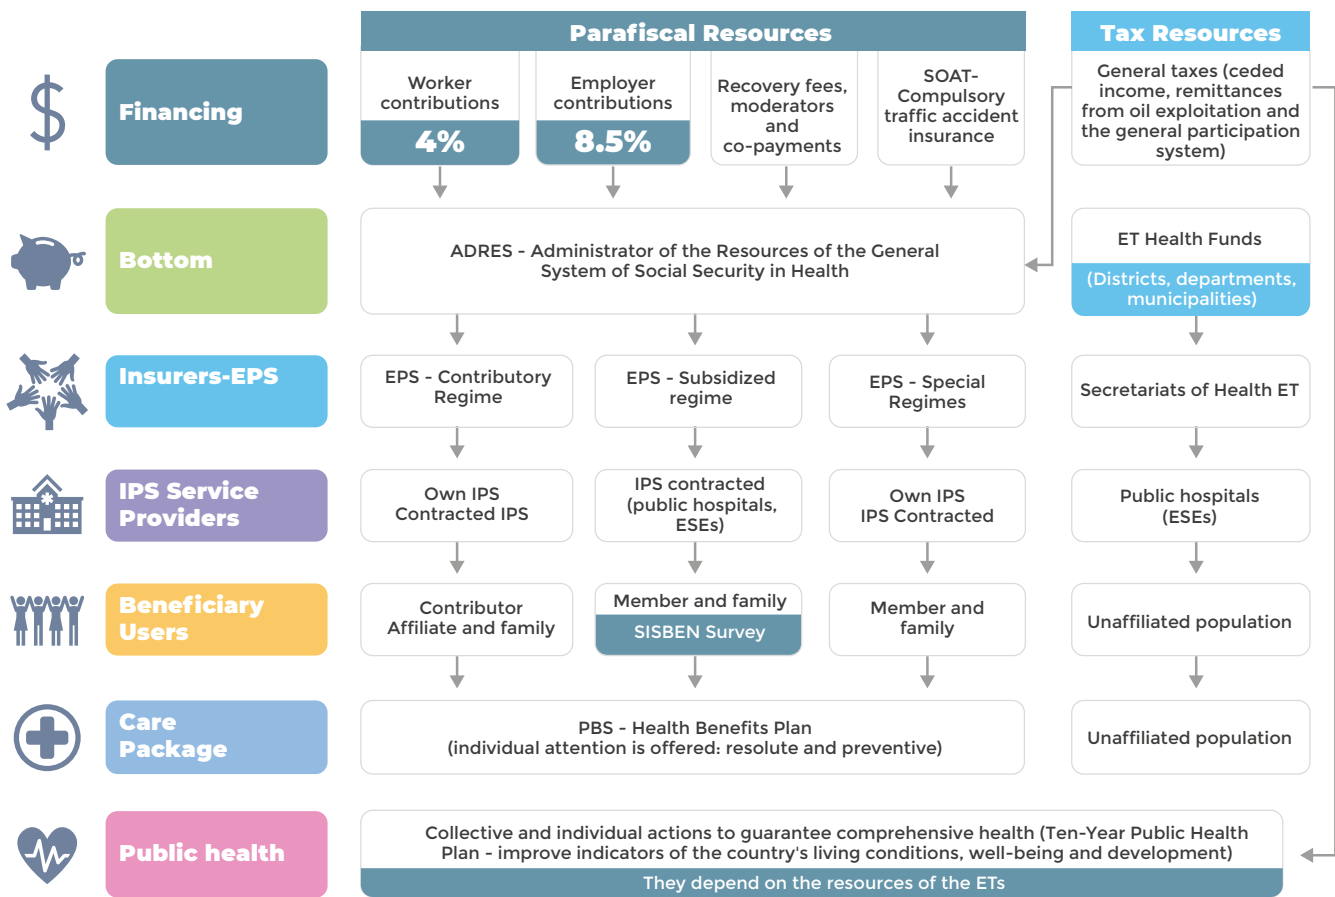 Parafiscal Resources
Tax Resources
Financing
Worker
contributions
4%
Employer
contributions
8.5%
Recovery fees,
moderators
and
co-payments
SOAT-
Compulsory
traffic accident
insurance
General taxes (ceded
income, remittances
from oil exploitation and
the general participation
system)
Bottom
ADRES - Administrator of the Resources of the General
System of Social Security in Health
ET Health Funds
(Districts, departments,
municipalities)
Insurers-EPS
EPS - Contributory
Regime
EPS - Subsidized
regime
EPS - Special
Regimes
Secretariats of Health ET
IPS Service
Providers
Own IPS
Contracted IPS
IPS contracted
(public hospitals,
ESEs)
Own IPS
IPS Contracted
Public hospitals
(ESEs)
Beneficiary
Users
Contributor
Affiliate and family
Member and family
SISBEN Survey
Member and
family
Unaffiliated population
Care
Package
PBS - Health Benefits Plan
(individual attention is offered: resolute and preventive)
Unaffiliated population
Public health
Collective and individual actions to guarantee comprehensive health (Ten-Year Public Health
Plan - improve indicators of the country's living conditions, well-being and development)
They depend on the resources of the ETs